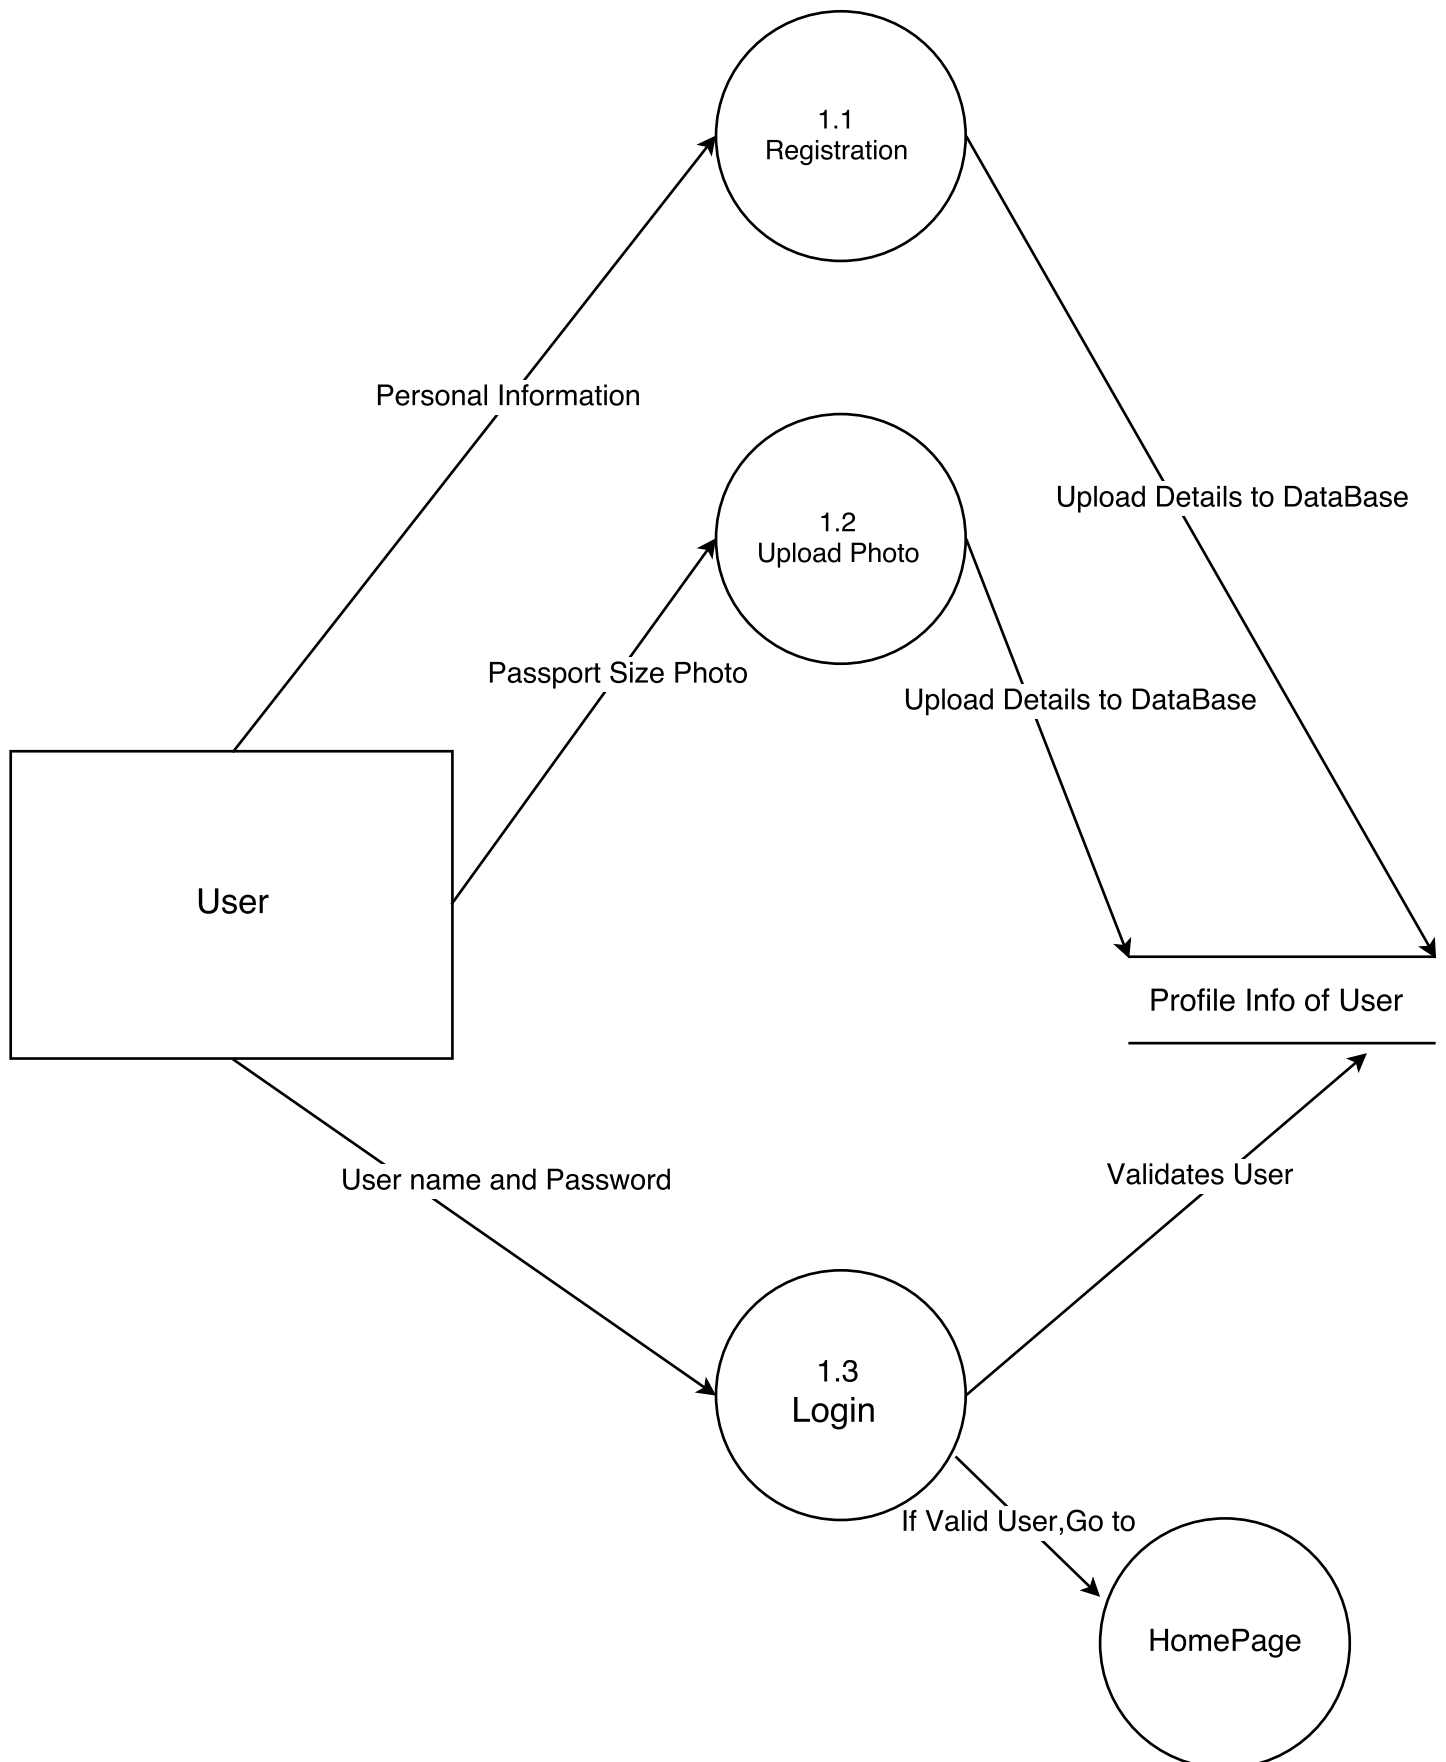 1.1
Registration
Personal Information
Upload Details to DataBase
1.2
Upload Photo
Passport Size Photo
Upload Details to DataBase
User
Profile Info of User
User name and Password
Validates User
1.3
Login
If Valid User,Go to
HomePage